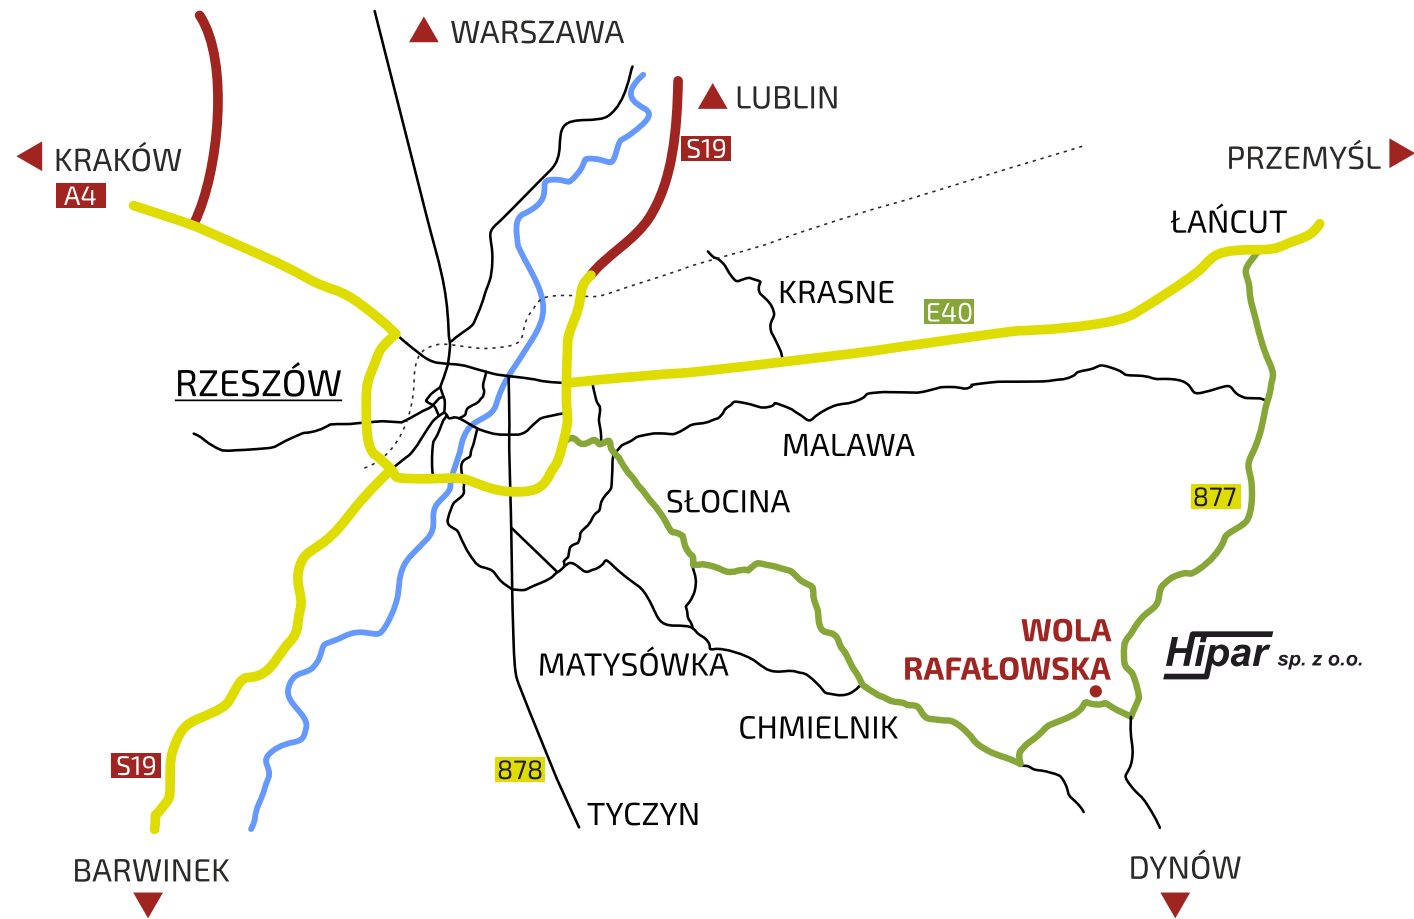 WARSZAWA
LUBLIN
S19
KRAKÓW
A4
PRZEMYŚL
ŁAŃCUT
KRASNE
E40
RZESZÓW
MALAWA
SŁOCINA
877
WOLA
RAFAŁOWSKA
Hipar sp. z o.o.
MATYSÓWKA
CHMIELNIK
S19
878
TYCZYN
BARWINEK
DYNÓW